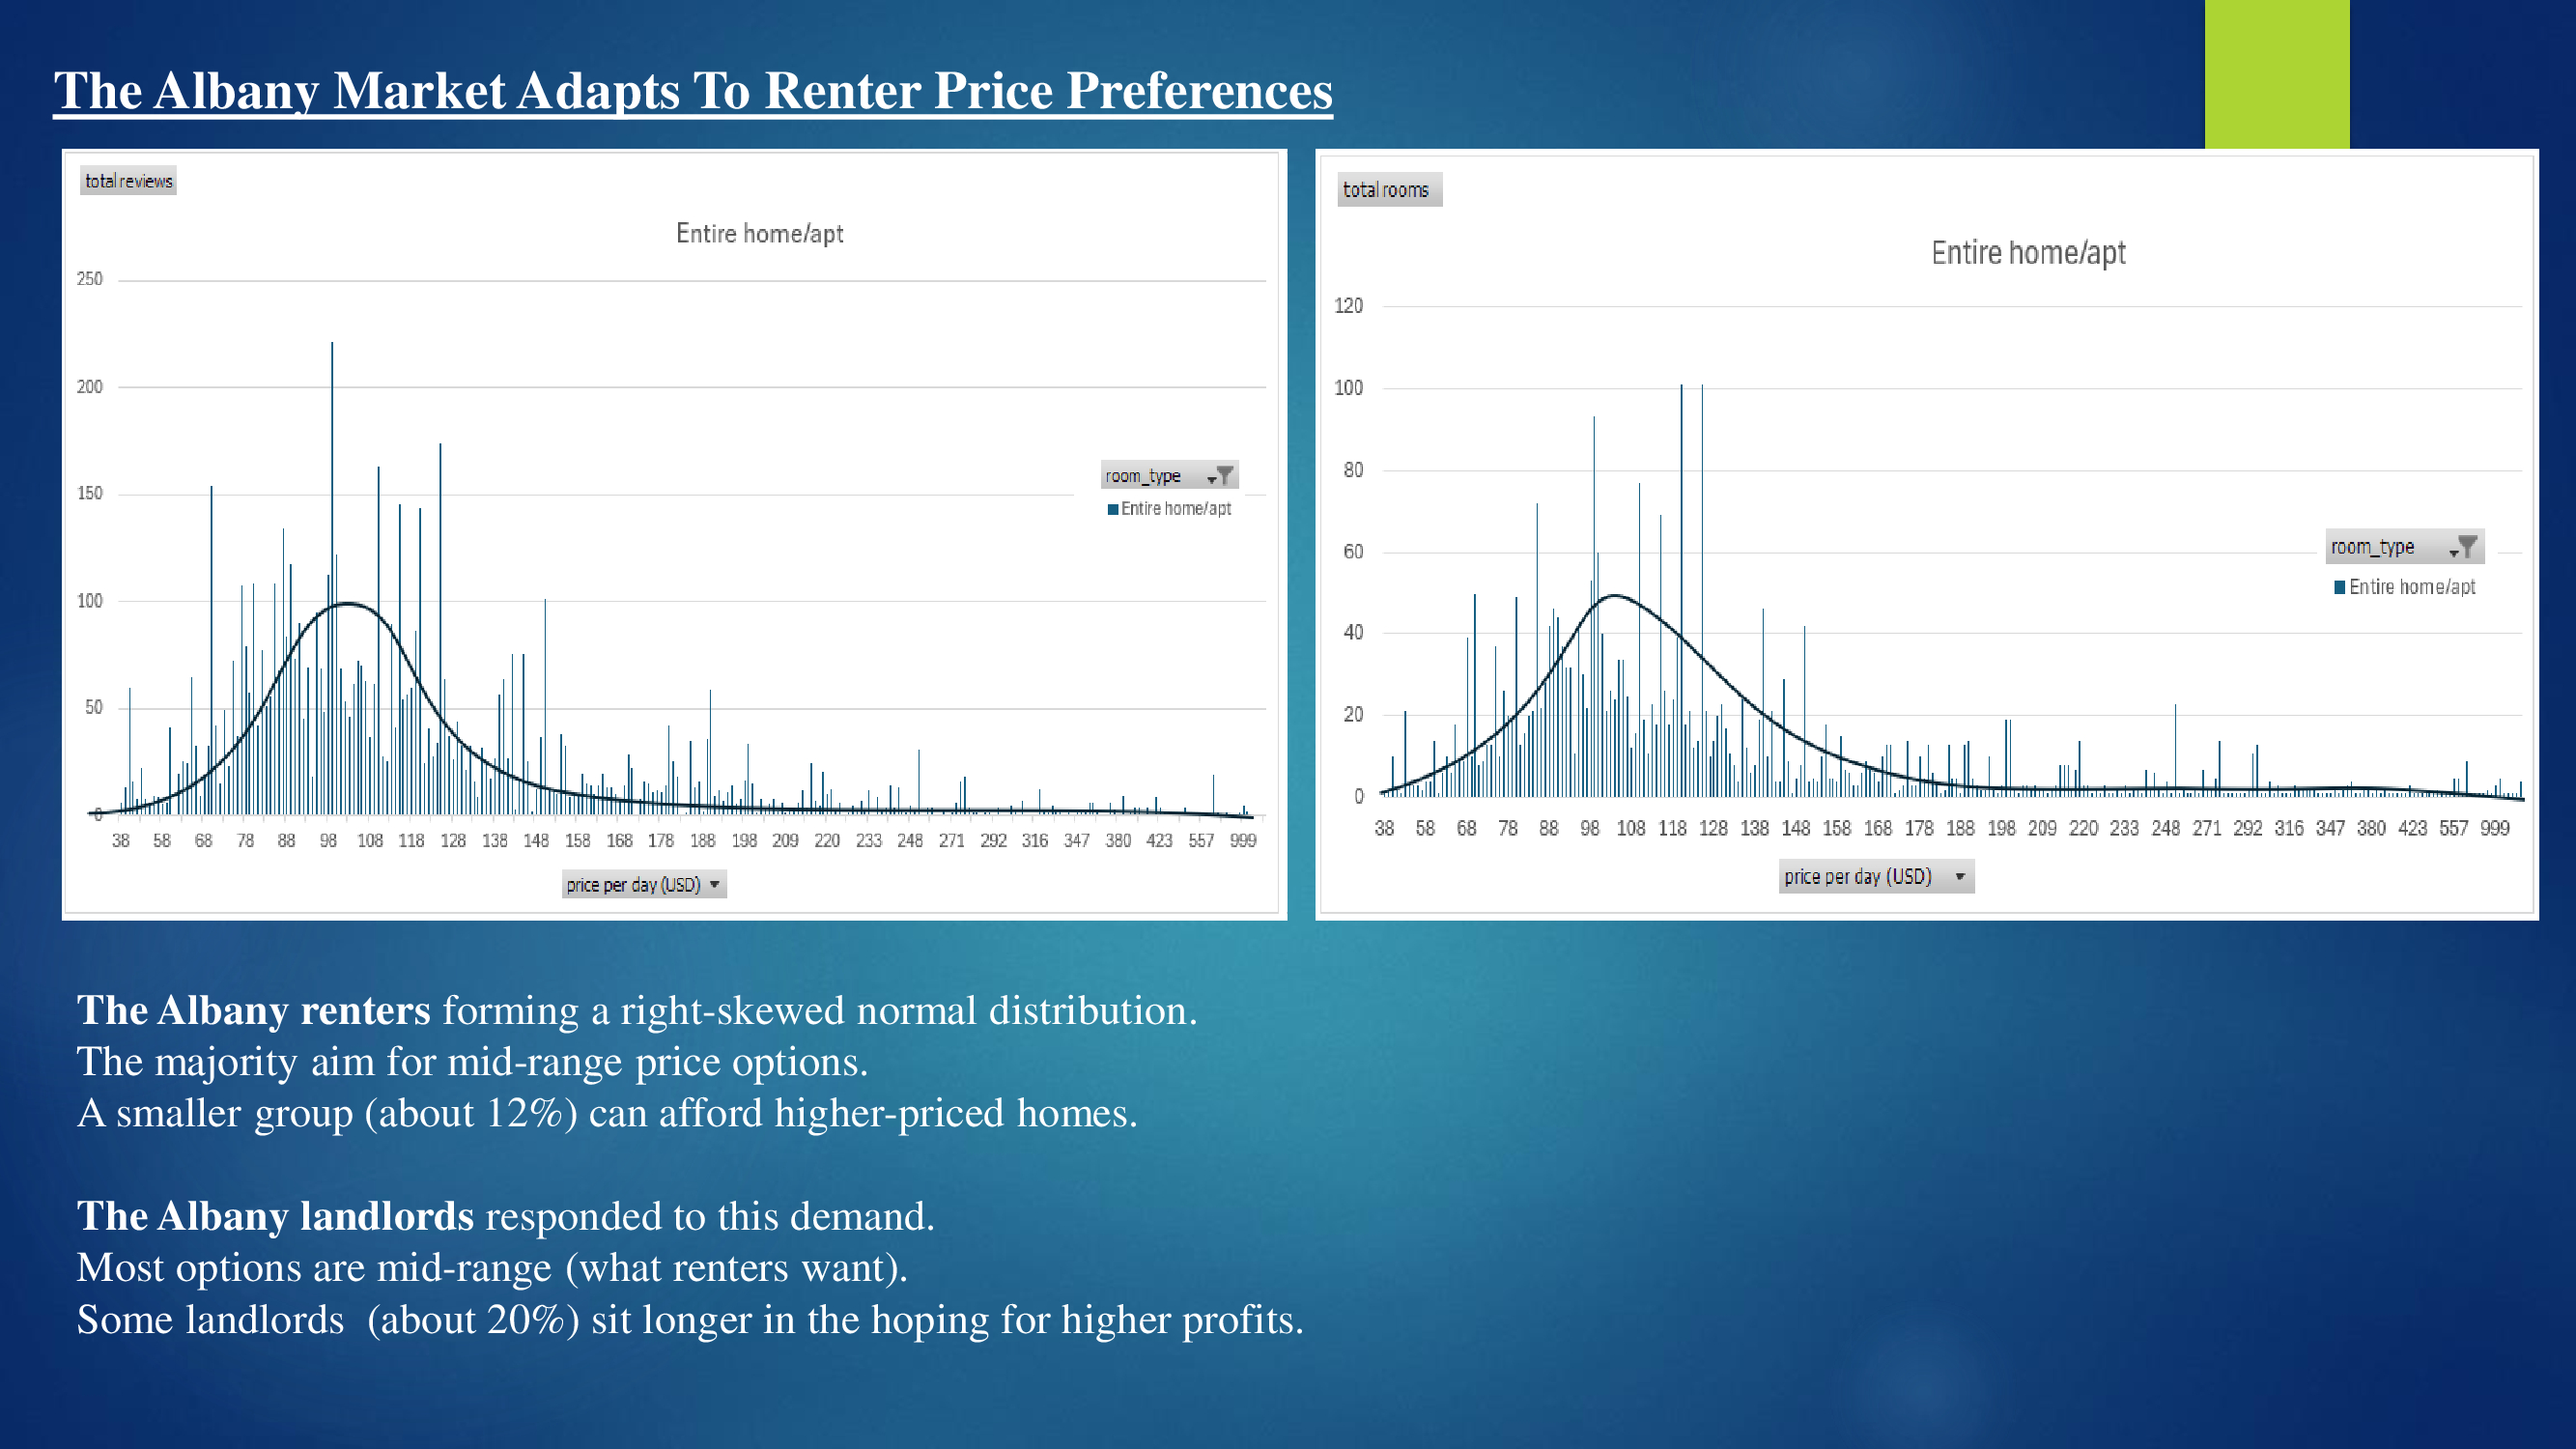 The Albany Market Adapts To Renter Price Preferences
total reviews
Entire home/apt
250
200
150
100
50
0
room_type
Entire home/apt
38 58 68 78 88 98 108 118 128 138 148 158 168 178 188 198 209 220 233 248 271 292 316 347 380 423 557 999
price per day (USD)
total rooms
Entire home/apt
120
100
80
60
40
20
0
room_type
Entire home/apt
38 58 68 78 88 98 108 118 128 138 148 158 168 178 188 198 209 220 233 248 271 292 316 347 380 423 557 999
price per day (USD)
The Albany renters forming a right-skewed normal distribution.
The majority aim for mid-range price options.
A smaller group (about 12%) can afford higher-priced homes.
The Albany landlords responded to this demand.
Most options are mid-range (what renters want).
Some landlords  (about 20%) sit longer in the hoping for higher profits.